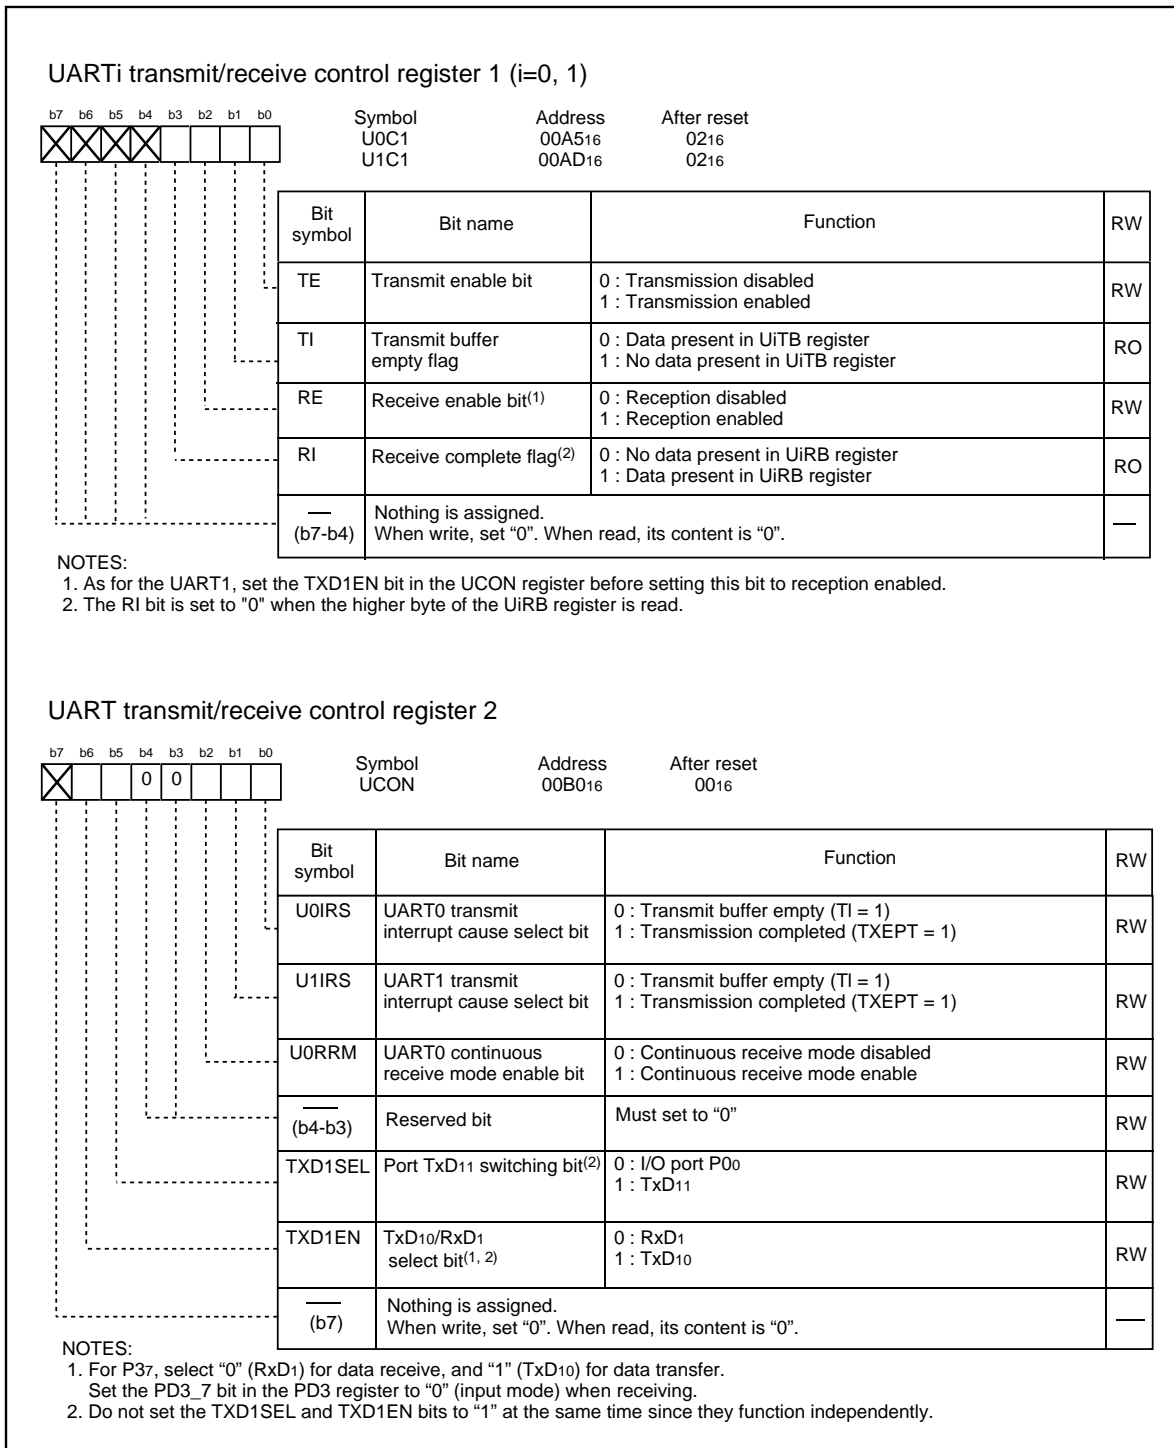 UARTi transmit/receive control register 1 (i=0, 1)
b7 b6 b5 b4 b3 b2 b1 b0
Symbol Address After reset
U0C1 00A516 0216
U1C1 00AD16 0216
Bit symbol Bit name Function RW
TE Transmit enable bit 0 : Transmission disabled
1 : Transmission enabled RW
TI Transmit buffer empty flag 0 : Data present in UiTB register
1 : No data present in UiTB register RO
RE Receive enable bit(1) 0 : Reception disabled
1 : Reception enabled RW
RI Receive complete flag(2) 0 : No data present in UiRB register
1 : Data present in UiRB register RO
— (b7-b4) Nothing is assigned.
When write, set “0”. When read, its content is “0”. —
NOTES:
1. As for the UART1, set the TXD1EN bit in the UCON register before setting this bit to reception enabled.
2. The RI bit is set to "0" when the higher byte of the UiRB register is read.
UART transmit/receive control register 2
b7 b6 b5 b4 b3 b2 b1 b0
0 0
Symbol Address After reset
UCON 00B016 0016
Bit symbol Bit name Function RW
U0IRS UART0 transmit interrupt cause select bit 0 : Transmit buffer empty (TI = 1)
1 : Transmission completed (TXEPT = 1) RW
U1IRS UART1 transmit interrupt cause select bit 0 : Transmit buffer empty (TI = 1)
1 : Transmission completed (TXEPT = 1) RW
U0RRM UART0 continuous receive mode enable bit 0 : Continuous receive mode disabled
1 : Continuous receive mode enable RW
— (b4-b3) Reserved bit Must set to “0” RW
TXD1SEL Port TxD11 switching bit(2) 0 : I/O port P00
1 : TxD11 RW
TXD1EN TxD10/RxD1 select bit(1, 2) 0 : RxD1
1 : TxD10 RW
— (b7) Nothing is assigned.
When write, set “0”. When read, its content is “0”. —
NOTES:
1. For P37, select “0” (RxD1) for data receive, and “1” (TxD10) for data transfer.
Set the PD3_7 bit in the PD3 register to “0” (input mode) when receiving.
2. Do not set the TXD1SEL and TXD1EN bits to “1” at the same time since they function independently.